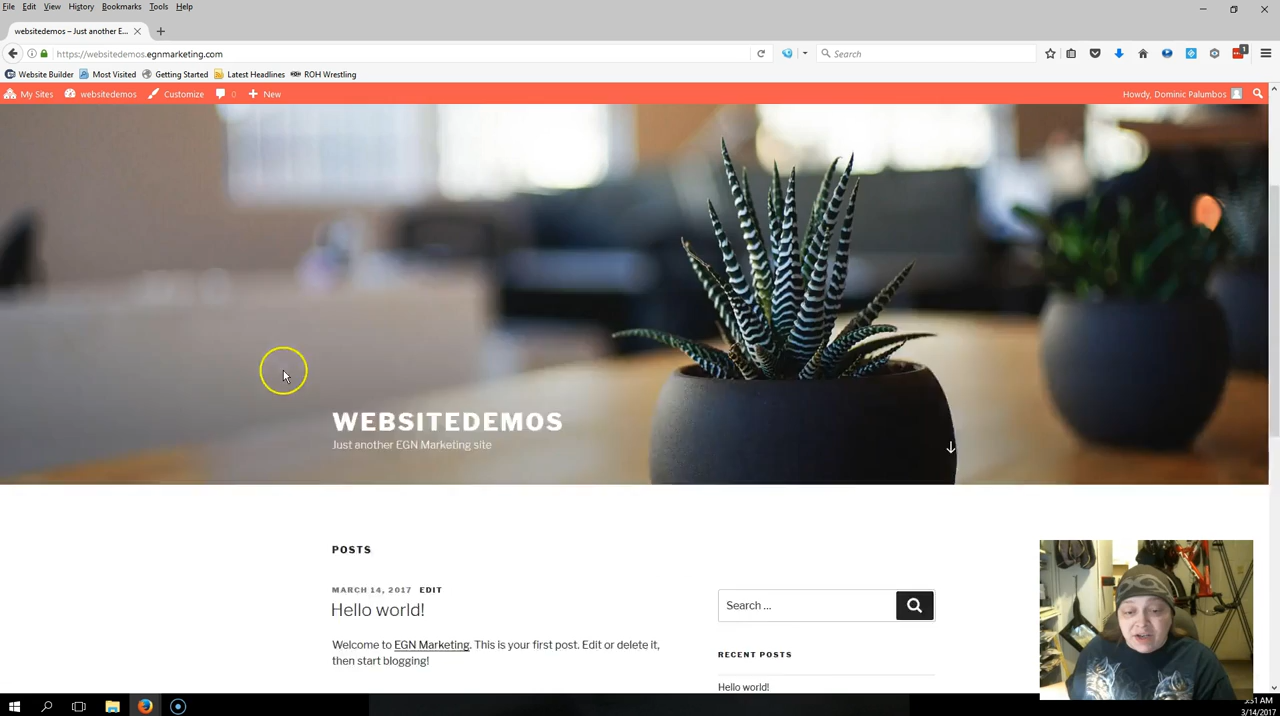 File Edit View History Bookmarks Tools Help
websitedemos – Just another E...
https://websitedemos.egnmarketing.com
Search
Website Builder Most Visited Getting Started Latest Headlines ROH Wrestling
1
My Sites websitedemos Customize 0 New Howdy, Dominic Palumbos
WEBSITEDEMOS
Just another EGN Marketing site
POSTS
MARCH 14, 2017 EDIT
Hello world!
Welcome to EGN Marketing. This is your first post. Edit or delete it,
then start blogging!
Search ...
RECENT POSTS
Hello world!
3/14/2017